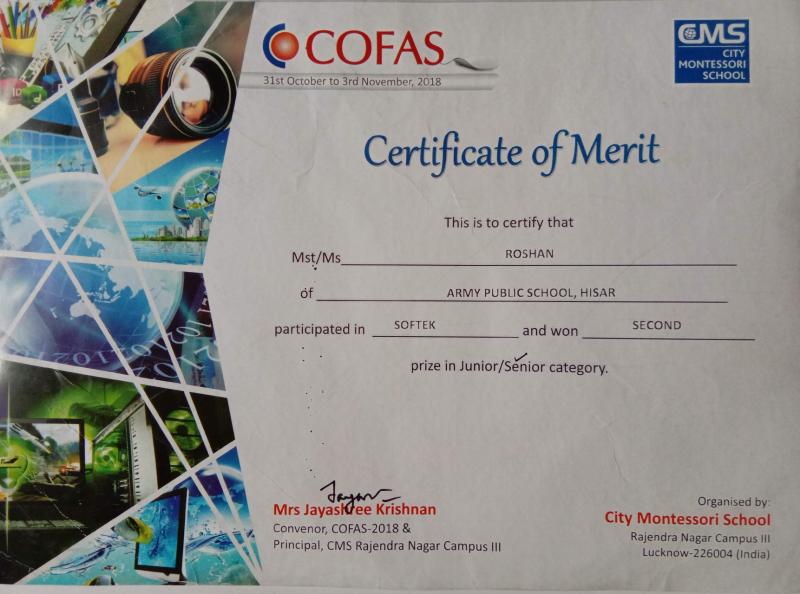 COFAS
31st October to 3rd November, 2018
CMS
CITY
MONTESSORI
SCHOOL
Certificate of Merit
This is to certify that
Mst/Ms ROSHAN
of ARMY PUBLIC SCHOOL, HISAR
participated in SOFTEK and won SECOND
prize in Junior/Senior category.
Mrs Jayashree Krishnan
Convenor, COFAS-2018 &
Principal, CMS Rajendra Nagar Campus III
Organised by:
City Montessori School
Rajendra Nagar Campus III
Lucknow-226004 (India)